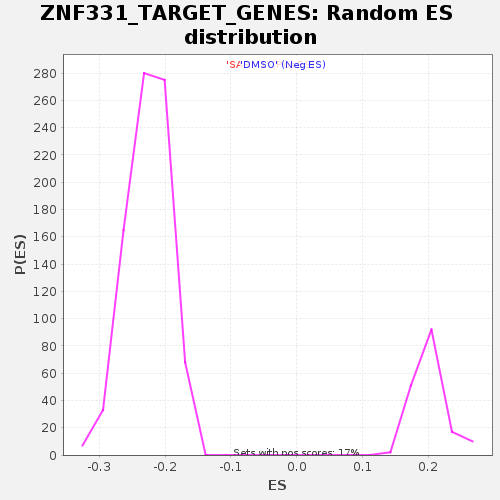 ZNF331_TARGET_GENES: Random ES
distribution
'DMSO' (Neg ES)
280
260
240
220
200
180
160
140
120
100
80
60
40
20
0
P(ES)
Sets with pos scores: 17%
-0.3 -0.2 -0.1 0.0 0.1 0.2
ES